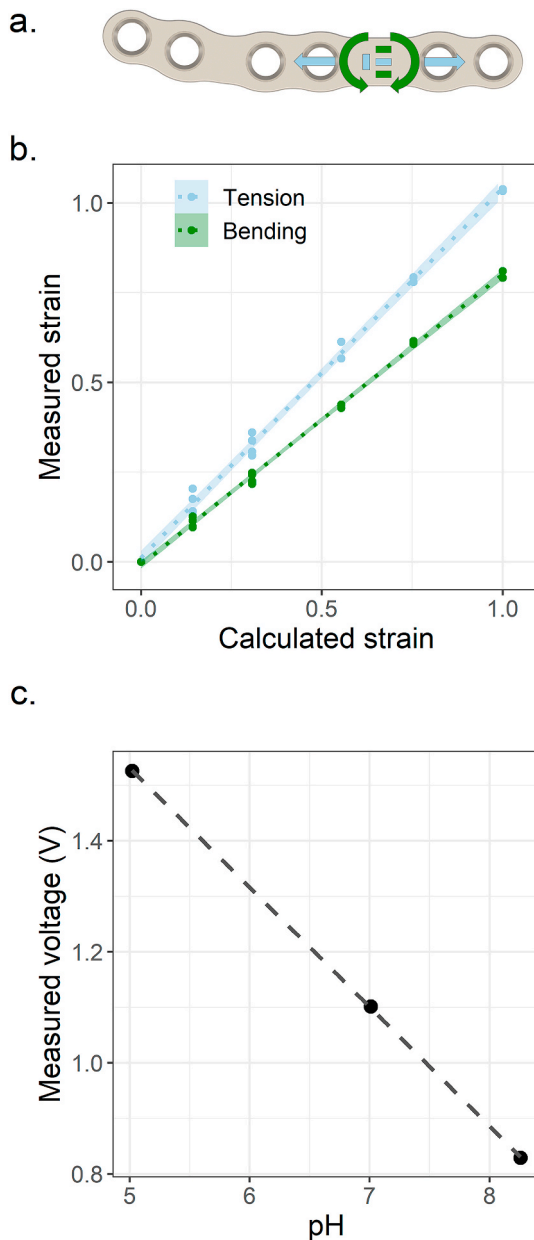 a.
b.
Tension
Bending
1.0
0.5
0.0
Measured strain
0.0 0.5 1.0
Calculated strain
c.
1.4
1.2
1.0
0.8
Measured voltage (V)
5 6 7 8
pH